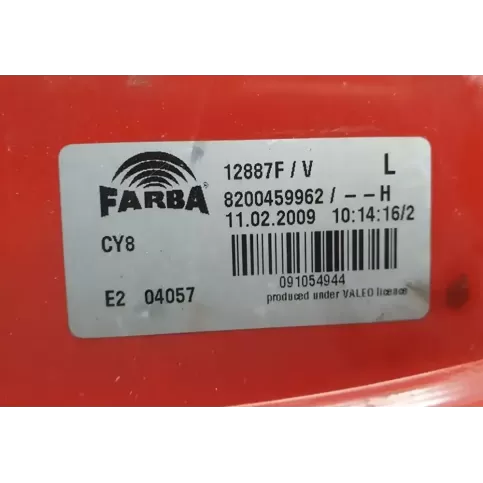 12887F / V L
FARBA
8200459962 / – – H
11.02.2009 10:14:16/2
CY8
091054944
E2 04057
produced under VALEO licence